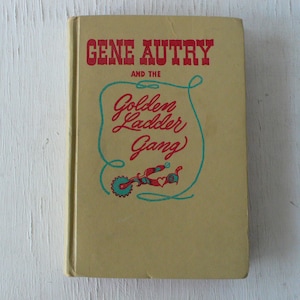 GENE AUTRY
AND THE
Golden
Ladder
Gang